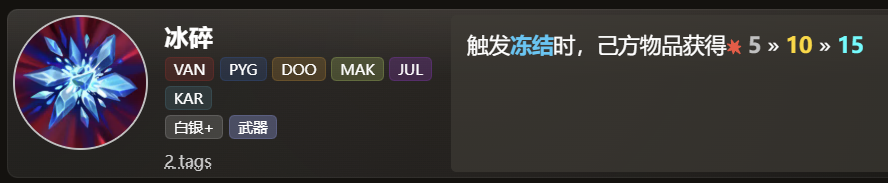 冰碎
VAN PYG DOO MAK JUL
KAR
白银+ 武器
2 tags
触发冻结时，己方物品获得 5 » 10 » 15